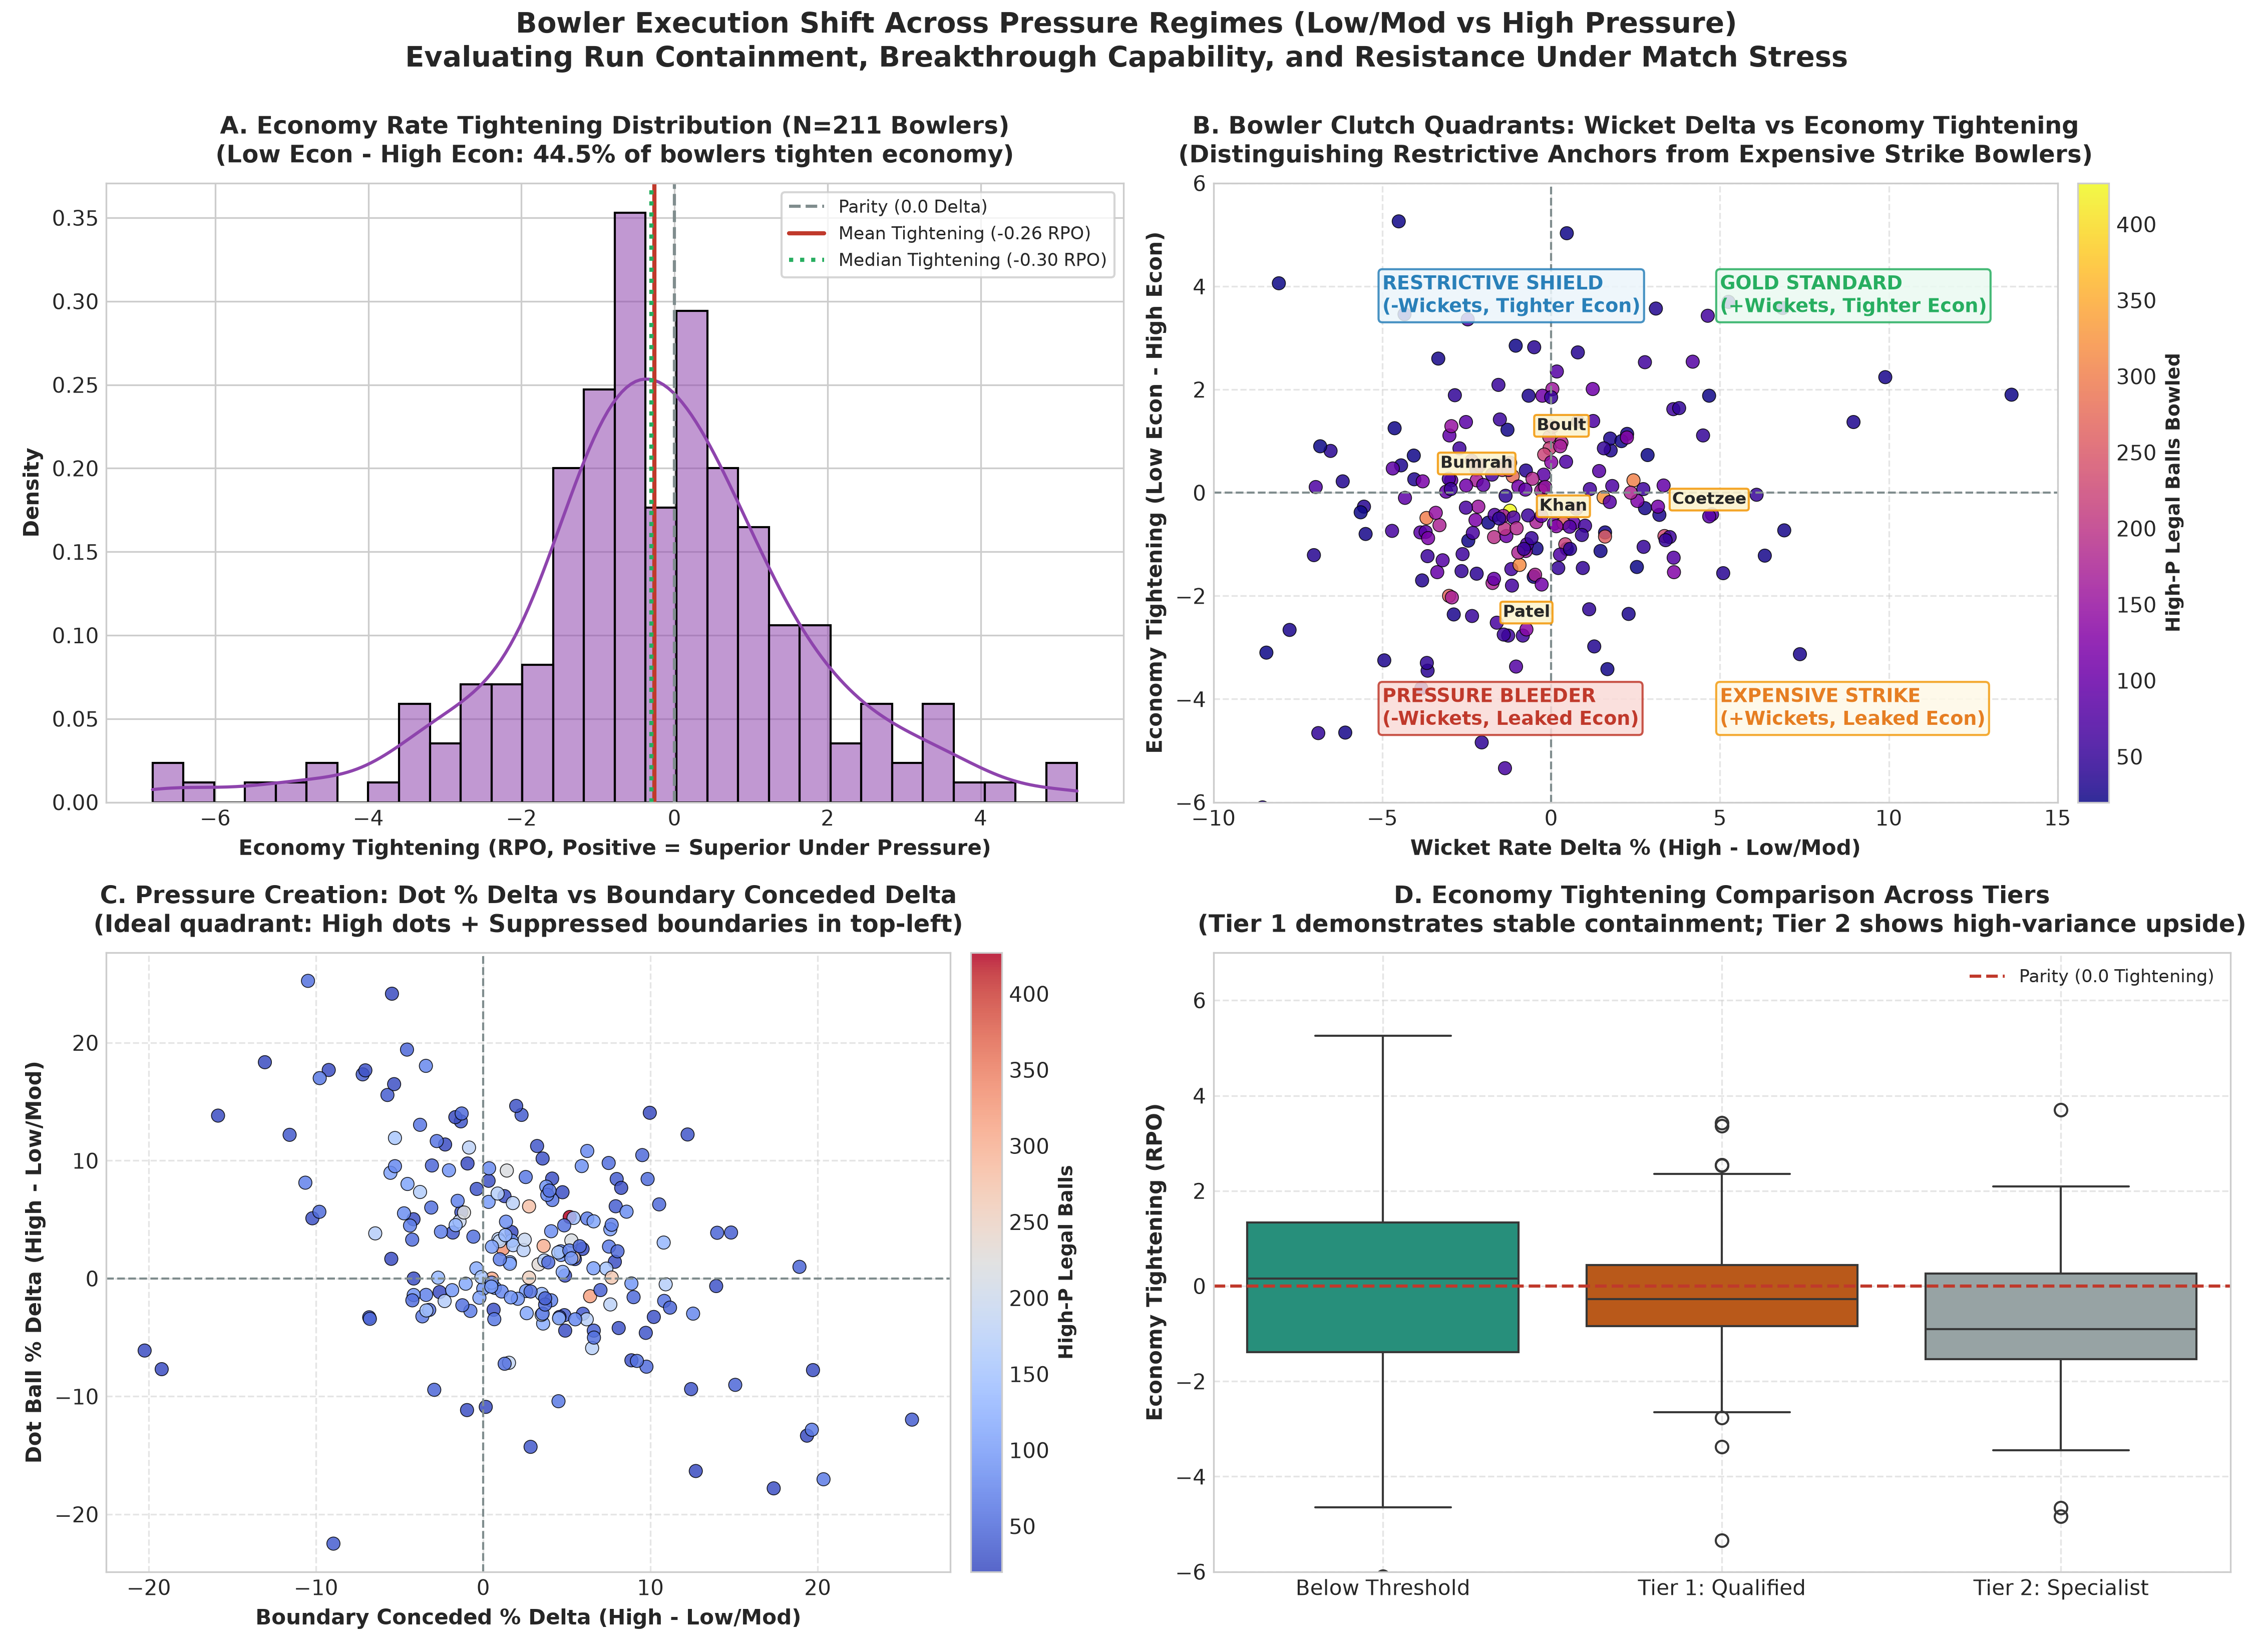 Bowler Execution Shift Across Pressure Regimes (Low/Mod vs High Pressure)
Evaluating Run Containment, Breakthrough Capability, and Resistance Under Match Stress
A. Economy Rate Tightening Distribution (N=211 Bowlers)
(Low Econ - High Econ: 44.5% of bowlers tighten economy)
Parity (0.0 Delta)
Mean Tightening (-0.26 RPO)
Median Tightening (-0.30 RPO)
Density
0.35
0.30
0.25
0.20
0.15
0.10
0.05
0.00
−6
−4
−2
0
2
4
Economy Tightening (RPO, Positive = Superior Under Pressure)
B. Bowler Clutch Quadrants: Wicket Delta vs Economy Tightening
(Distinguishing Restrictive Anchors from Expensive Strike Bowlers)
Economy Tightening (Low Econ - High Econ)
6
4
2
0
−2
−4
−6
RESTRICTIVE SHIELD
(-Wickets, Tighter Econ)
GOLD STANDARD
(+Wickets, Tighter Econ)
Boult
Bumrah
Khan
Coetzee
Patel
PRESSURE BLEEDER
(-Wickets, Leaked Econ)
EXPENSIVE STRIKE
(+Wickets, Leaked Econ)
−10
−5
0
5
10
15
Wicket Rate Delta % (High - Low/Mod)
400
350
300
250
200
150
100
50
High-P Legal Balls Bowled
C. Pressure Creation: Dot % Delta vs Boundary Conceded Delta
(Ideal quadrant: High dots + Suppressed boundaries in top-left)
Dot Ball % Delta (High - Low/Mod)
20
10
0
−10
−20
−20
−10
0
10
20
Boundary Conceded % Delta (High - Low/Mod)
400
350
300
250
200
150
100
50
High-P Legal Balls
D. Economy Tightening Comparison Across Tiers
(Tier 1 demonstrates stable containment; Tier 2 shows high-variance upside)
Parity (0.0 Tightening)
Economy Tightening (RPO)
6
4
2
0
−2
−4
−6
Below Threshold
Tier 1: Qualified
Tier 2: Specialist